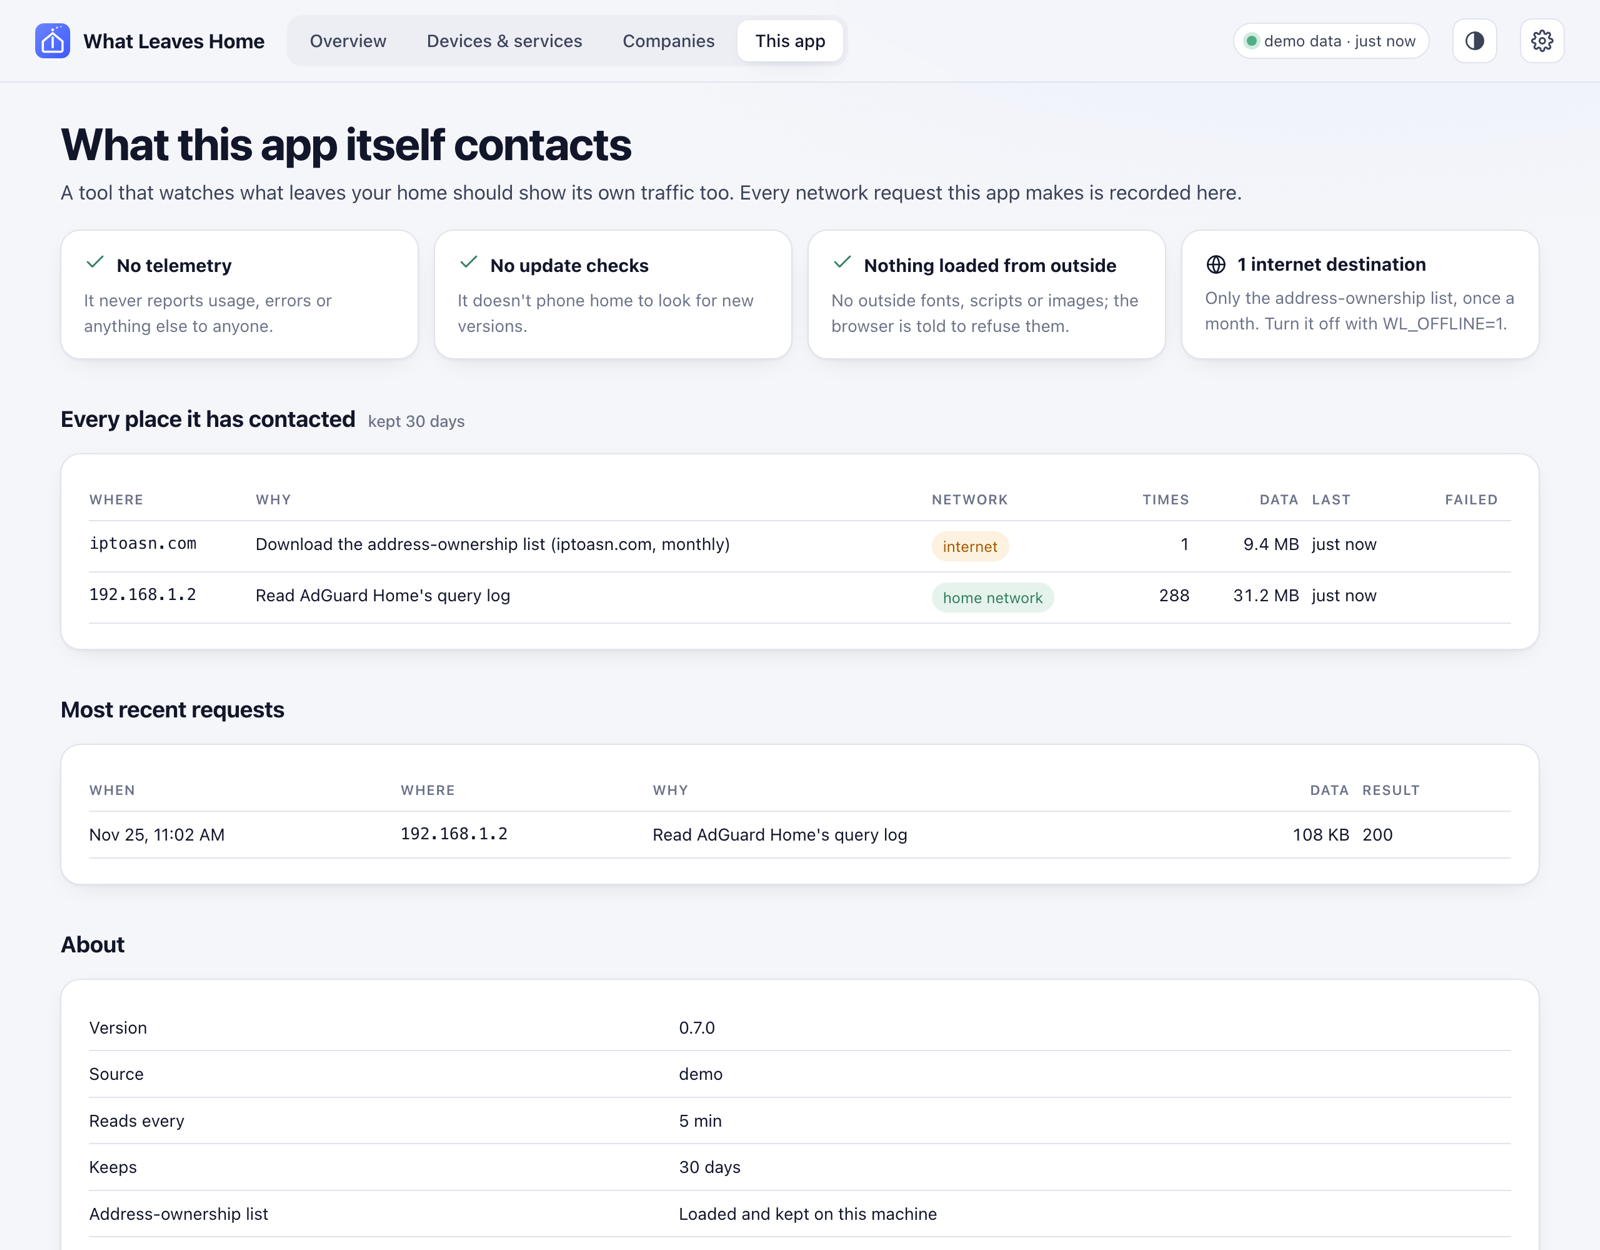 What Leaves Home
Overview
Devices & services
Companies
This app
demo data · just now
What this app itself contacts
A tool that watches what leaves your home should show its own traffic too. Every network request this app makes is recorded here.
No telemetry
It never reports usage, errors or
anything else to anyone.
No update checks
It doesn't phone home to look for new
versions.
Nothing loaded from outside
No outside fonts, scripts or images; the
browser is told to refuse them.
1 internet destination
Only the address-ownership list, once a
month. Turn it off with WL_OFFLINE=1.
Every place it has contacted kept 30 days
WHERE WHY NETWORK TIMES DATA LAST FAILED
iptoasn.com Download the address-ownership list (iptoasn.com, monthly) internet 1 9.4 MB just now
192.168.1.2 Read AdGuard Home's query log home network 288 31.2 MB just now
Most recent requests
WHEN WHERE WHY DATA RESULT
Nov 25, 11:02 AM 192.168.1.2 Read AdGuard Home's query log 108 KB 200
About
Version 0.7.0
Source demo
Reads every 5 min
Keeps 30 days
Address-ownership list Loaded and kept on this machine